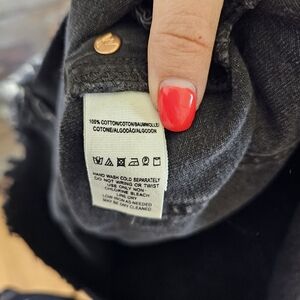 100% COTTON/COTON/BAUMWOLLE/
COTONE/ALGODÃO/ALGODON
HAND WASH COLD SEPARATELY
DO NOT WRING OR TWIST
USE ONLY NON-
CHLORINE BLEACH
LINE DRY
LOW IRON AS NEEDED
MAY BE DRY CLEANED